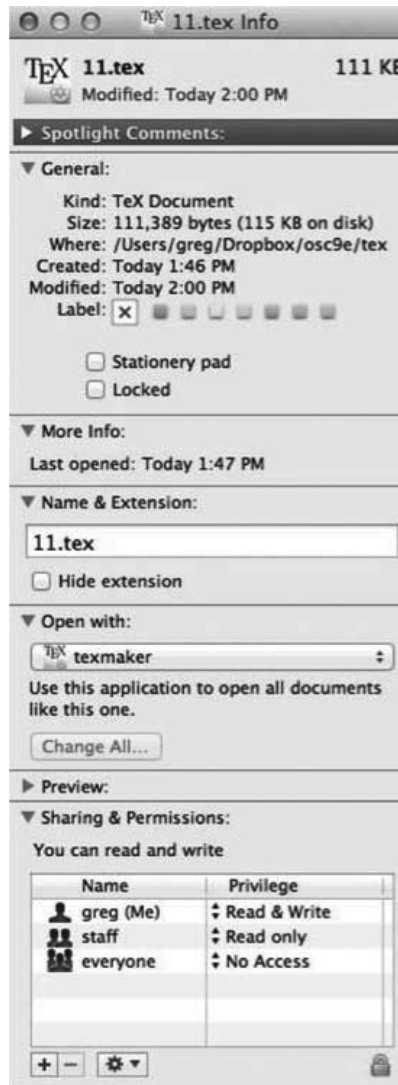 TEX 11.tex Info
TEX 11.tex 111 KB
Modified: Today 2:00 PM
Spotlight Comments:
General:
Kind: TeX Document
Size: 111,389 bytes (115 KB on disk)
Where: /Users/greg/Dropbox/osc9e/tex
Created: Today 1:46 PM
Modified: Today 2:00 PM
Label:
Stationery pad
Locked
More Info:
Last opened: Today 1:47 PM
Name & Extension:
11.tex
Hide extension
Open with:
TEX texmaker
Use this application to open all documents
like this one.
Change All...
Preview:
Sharing & Permissions:
You can read and write
Name Privilege
greg (Me) Read & Write
staff Read only
everyone No Access